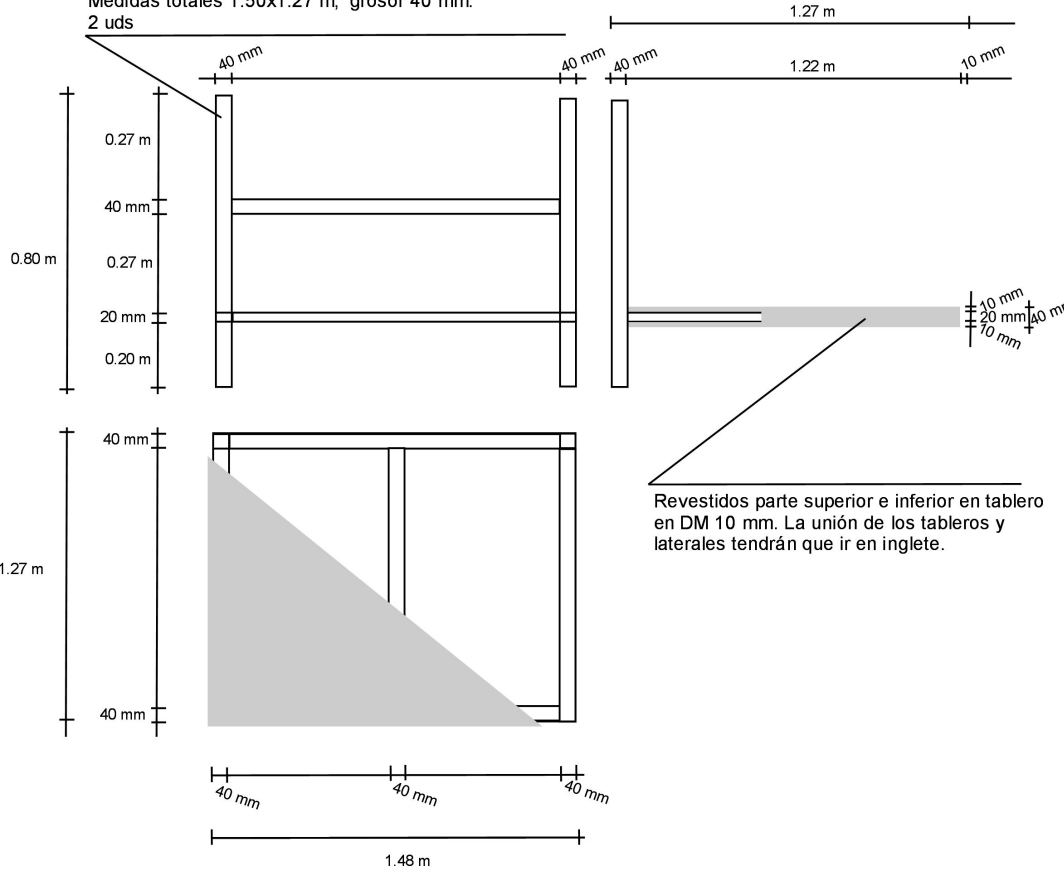 Medidas totales 1.50x1.27 m, grosor 40 mm.
2 uds
1.27 m
40 mm
40 mm
40 mm
1.22 m
10 mm
0.27 m
40 mm
0.80 m
0.27 m
20 mm
0.20 m
10 mm
20 mm
40 mm
10 mm
40 mm
Revestidos parte superior e inferior en tablero
en DM 10 mm. La unión de los tableros y
laterales tendrán que ir en inglete.
1.27 m
40 mm
40 mm
40 mm
40 mm
1.48 m